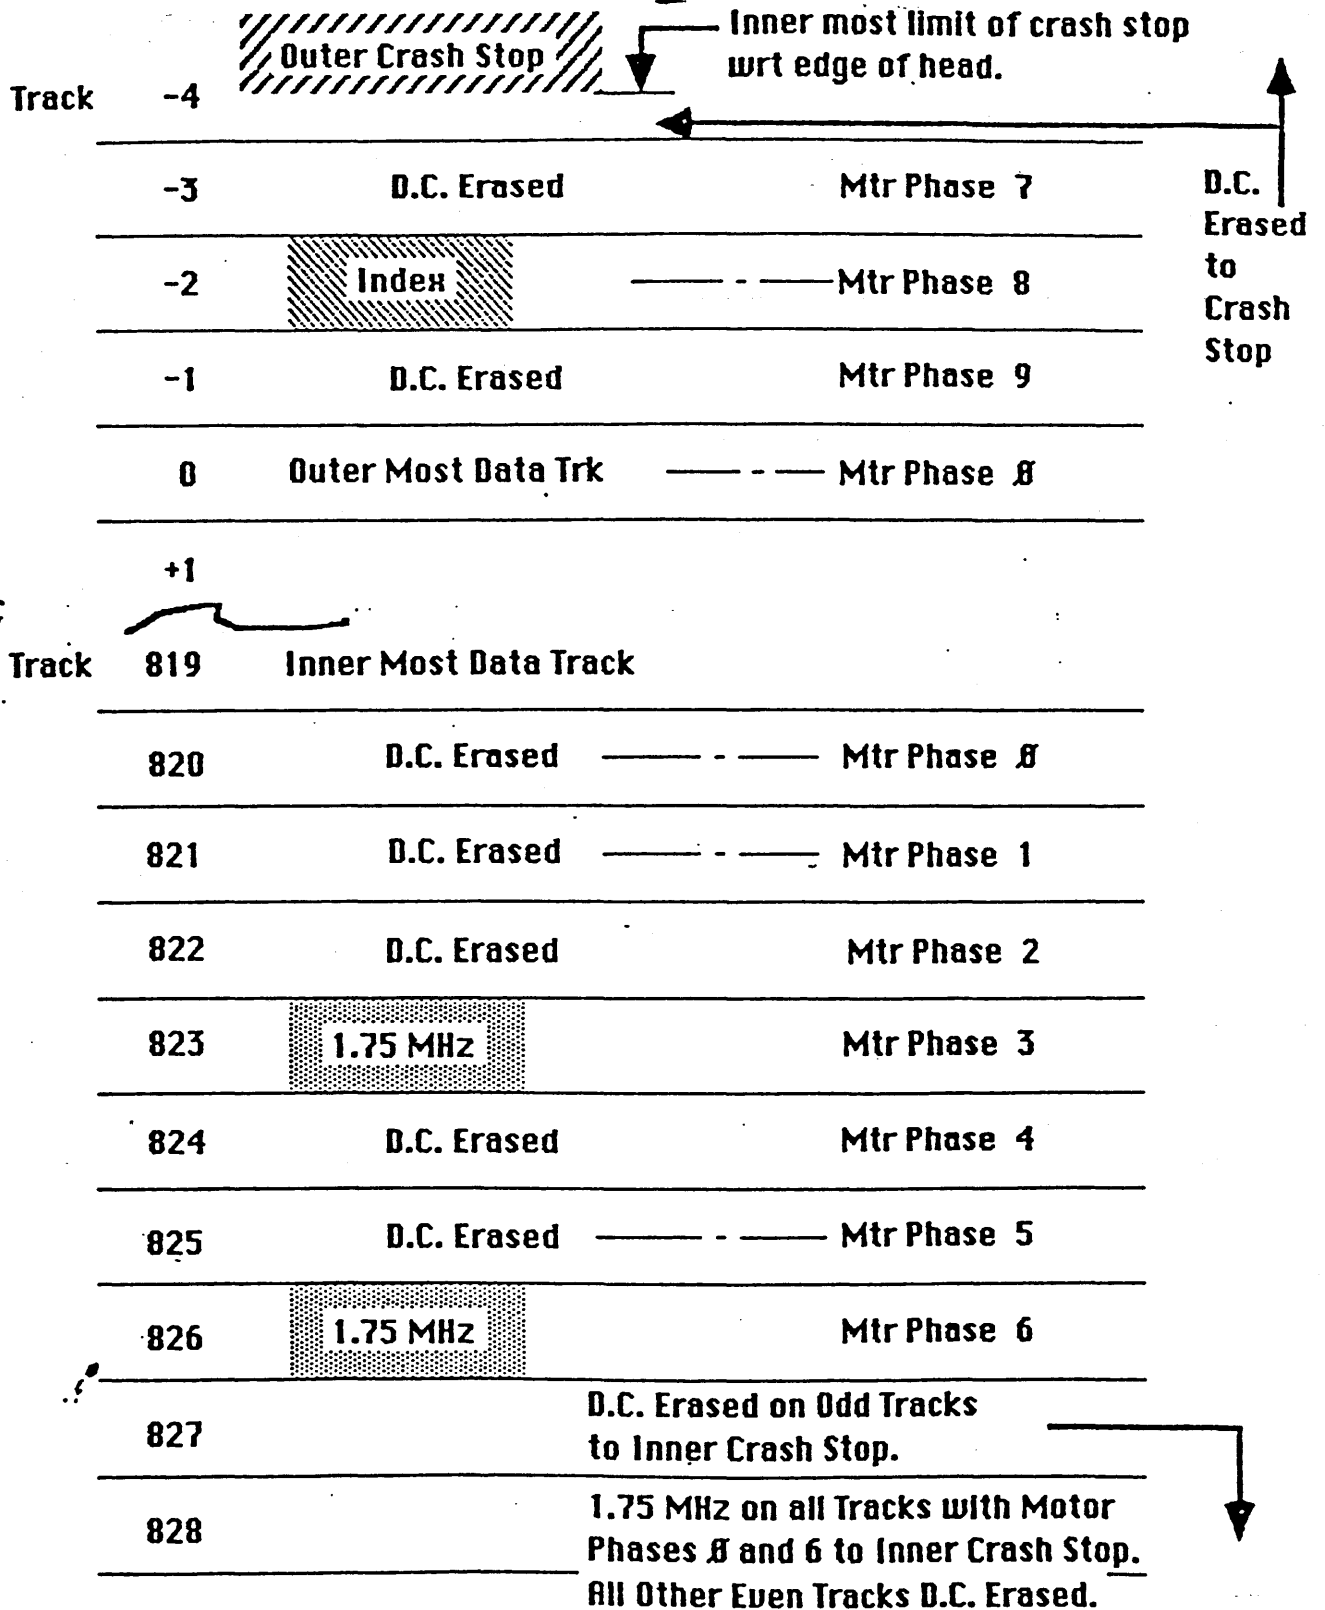 Inner most limit of crash stop
Outer Crash Stop
wrt edge of head.
Track -4
-3 D.C. Erased Mtr Phase 7
D.C.
Erased
to
Crash
Stop
-2 Index Mtr Phase 8
-1 D.C. Erased Mtr Phase 9
0 Outer Most Data Trk Mtr Phase 0
+1
Track 819 Inner Most Data Track
820 D.C. Erased Mtr Phase 0
821 D.C. Erased Mtr Phase 1
822 D.C. Erased Mtr Phase 2
823 1.75 MHz Mtr Phase 3
824 D.C. Erased Mtr Phase 4
825 D.C. Erased Mtr Phase 5
826 1.75 MHz Mtr Phase 6
827
D.C. Erased on Odd Tracks
to Inner Crash Stop.
828
1.75 MHz on all Tracks with Motor
Phases 0 and 6 to Inner Crash Stop.
All Other Even Tracks D.C. Erased.